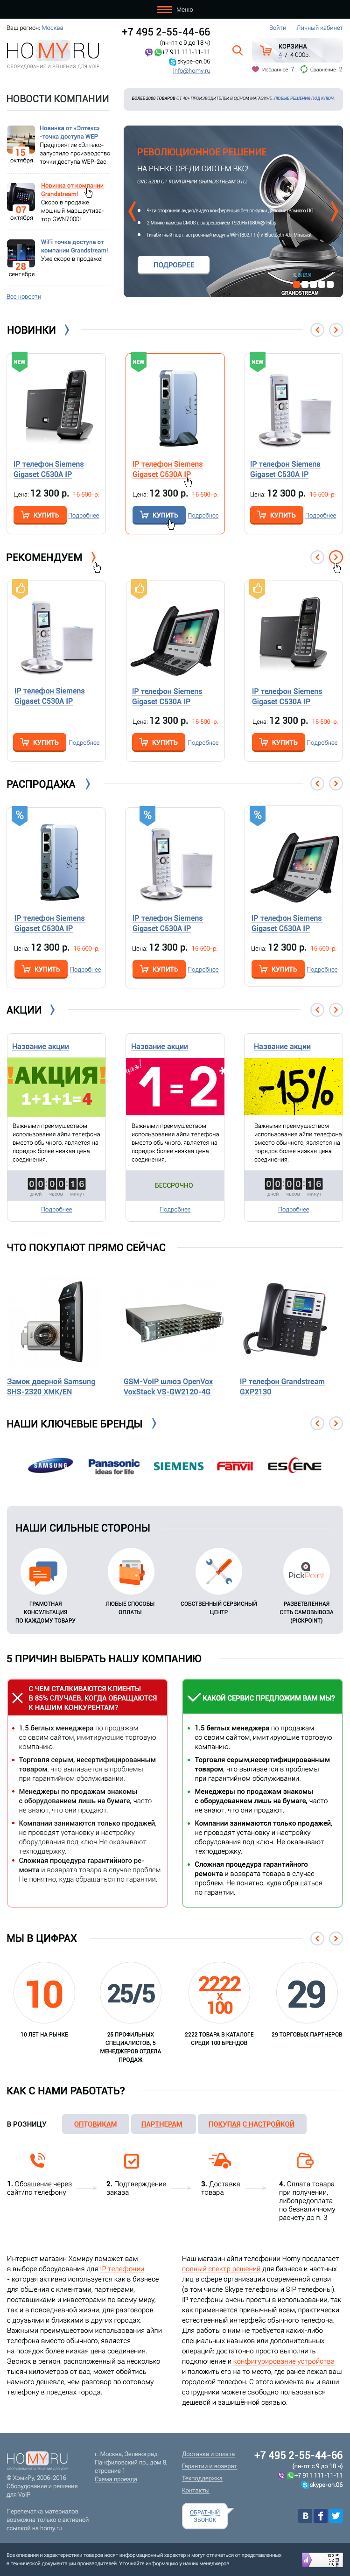 Меню
Ваш регион: Москва
+7 495 2-55-44-66
(пн-пт с 9 до 18 ч)
+7 911 111-11-11
skype-on.06
info@homy.ru
Войти Личный кабинет
КОРЗИНА
4 / 4 000р.
Избранное 7 Сравнение 2
HOMY.RU
ОБОРУДОВАНИЕ И РЕШЕНИЯ ДЛЯ VOIP
НОВОСТИ КОМПАНИИ
БОЛЕЕ 2000 ТОВАРОВ ОТ 40+ ПРОИЗВОДИТЕЛЕЙ В ОДНОМ МАГАЗИНЕ. ЛЮБЫЕ РЕШЕНИЯ ПОД КЛЮЧ.
15
октября
Новинка от «Элтекс»
-точка доступа WEP
Предприятие «Элтекс»
запустило производство
точки доступа WEP-2ac.
07
октября
Новинка от компании
Grandstream!
Скоро в продаже
мощный маршрутиза-
тор GWN7000!
28
сентября
WiFi точка доступа от
компании Grandstream!
Уже скоро в продаже!
Все новости
РЕВОЛЮЦИОННОЕ РЕШЕНИЕ
НА РЫНКЕ СРЕДИ СИСТЕМ ВКС!
GVC 3200 ОТ КОМПАНИИ GRANDSTREAM ЭТО:
9-ти сторонняя аудио/видео конференция без покупки дополнительного ПО
2 Мпикс камера CMOS с разрешением 1920Hx1080V@15fps.
Гигабитный порт, встроенный модуль WiFi (802.11n) и Bluetooth 4.0, Miracast
ПОДРОБРЕЕ
GRANDSTREAM
НОВИНКИ
NEW
NEW
NEW
IP телефон Siemens
Gigaset C530A IP
Цена: 12 300 р. 15 500 р.
КУПИТЬ Подробнее
IP телефон Siemens
Gigaset C530A IP
Цена: 12 300 р. 15 500 р.
КУПИТЬ Подробнее
IP телефон Siemens
Gigaset C530A IP
Цена: 12 300 р. 15 500 р.
КУПИТЬ Подробнее
РЕКОМЕНДУЕМ
IP телефон Siemens
Gigaset C530A IP
КУПИТЬ Подробнее
IP телефон Siemens
Gigaset C530A IP
Цена: 12 300 р. 15 500 р.
КУПИТЬ Подробнее
IP телефон Siemens
Gigaset C530A IP
Цена: 12 300 р. 15 500 р.
КУПИТЬ Подробнее
РАСПРОДАЖА
%
%
%
IP телефон Siemens
Gigaset C530A IP
Цена: 12 300 р. 15 500 р.
КУПИТЬ Подробнее
IP телефон Siemens
Gigaset C530A IP
Цена: 12 300 р. 15 500 р.
КУПИТЬ Подробнее
IP телефон Siemens
Gigaset C530A IP
Цена: 12 300 р. 15 500 р.
КУПИТЬ Подробнее
АКЦИИ
Название акции
!АКЦИЯ!
1+1+1=4
Важными преимуществом
использования айпи телефона
вместо обычного, является на
порядок более низкая цена
соединения.
00:00:16
дней часов минут
Подробнее
Название акции
1=2*
Важными преимуществом
использования айпи телефона
вместо обычного, является на
порядок более низкая цена
соединения.
БЕССРОЧНО
Подробнее
Название акции
-15%
Важными преимуществом
использования айпи телефона
вместо обычного, является на
порядок более низкая цена
соединения.
00:00:16
дней часов минут
Подробнее
ЧТО ПОКУПАЮТ ПРЯМО СЕЙЧАС
Замок дверной Samsung
SHS-2320 XMK/EN
GSM-VoIP шлюз OpenVox
VoxStack VS-GW2120-4G
IP телефон Grandstream
GXP2130
НАШИ КЛЮЧЕВЫЕ БРЕНДЫ
SAMSUNG
Panasonic
ideas for life
SIEMENS
Fanvil
ESCENE
НАШИ СИЛЬНЫЕ СТОРОНЫ
ГРАМОТНАЯ
КОНСУЛЬТАЦИЯ
ПО КАЖДОМУ ТОВАРУ
ЛЮБЫЕ СПОСОБЫ
ОПЛАТЫ
СОБСТВЕННЫЙ СЕРВИСНЫЙ
ЦЕНТР
PickPoint
РАЗВЕТВЛЕННАЯ
СЕТЬ САМОВЫВОЗА
(PICKPOINT)
5 ПРИЧИН ВЫБРАТЬ НАШУ КОМПАНИЮ
С ЧЕМ СТАЛКИВАЮТСЯ КЛИЕНТЫ
В 85% СЛУЧАЕВ, КОГДА ОБРАЩАЮТСЯ
К НАШИМ КОНКУРЕНТАМ?
1.5 беглых менеджера по продажам
со своим сайтом, имитирующие торговую
компанию.
Торговля серым, несертифицированным
товаром, что выливается в проблемы
при гарантийном обслуживании.
Менеджеры по продажам знакомы
с оборудованием лишь на бумаге, часто
не знают, что они продают.
Компании занимаются только продажей,
не проводят установку и настройку
оборудования под ключ.Не оказывают
техподдержку.
Сложная процедура гарантийного ре-
монта и возврата товара в случае проблем.
Не понятно, куда обращаться по гарантии.
КАКОЙ СЕРВИС ПРЕДЛОЖИМ ВАМ МЫ?
1.5 беглых менеджера по продажам
со своим сайтом, имитирующие торговую
компанию.
Торговля серым,несертифицированным
товаром, что выливается в проблемы
при гарантийном обслуживании.
Менеджеры по продажам знакомы
с оборудованием лишь на бумаге, часто
не знают, что они продают.
Компании занимаются только продажей,
не проводят установку и настройку
оборудования под ключ. Не оказывают
техподдержку.
Сложная процедура гарантийного
ремонта и возврата товара в случае
проблем. Не понятно, куда обращаться
по гарантии.
МЫ В ЦИФРАХ
10
10 ЛЕТ НА РЫНКЕ
25/5
25 ПРОФИЛЬНЫХ
СПЕЦИАЛИСТОВ, 5
МЕНЕДЖЕРОВ ОТДЕЛА
ПРОДАЖ
2222
x
100
2222 ТОВАРА В КАТАЛОГЕ
СРЕДИ 100 БРЕНДОВ
29
29 ТОРГОВЫХ ПАРТНЕРОВ
КАК С НАМИ РАБОТАТЬ?
В РОЗНИЦУ ОПТОВИКАМ ПАРТНЕРАМ ПОКУПАЯ С НАСТРОЙКОЙ
1. Обращение через
сайт/по телефону
2. Подтверждение
заказа
3. Доставка
товара
4. Оплата товара
при получении,
либопредоплата
по безналичному
расчету до п. 3
Интернет магазин Хомиру поможет вам
в выборе оборудования для IP телефонии
- которая активно используется как в бизнесе
для общения с клиентами, партнёрами,
поставщиками и инвесторами по всему миру,
так и в повседневной жизни, для разговоров
с друзьями и близкими в других городах.
Важными преимуществом использования айпи
телефона вместо обычного, является
на порядок более низкая цена соединения.
Звонок в регион, расположенный на несколько
тысяч километров от вас, может обойтись
намного дешевле, чем разговор по сотовому
телефону в пределах города.
Наш магазин айпи телефонии Homy предлагает
полный спектр решений для бизнеса и частных
лиц в сфере организации современной связи
(в том числе Skype телефоны и SIP телефоны).
IP телефоны очень просты в использовании, так
как применяется привычный всем, практически
естественный интерфейс обычного телефона.
Для работы с ним не требуется каких-либо
специальных навыков или дополнительных
операций: достаточно просто выполнить
подключение и конфигурирование устройства
и положить его на то место, где ранее лежал ваш
городской телефон. С этого момента вы и ваши
сотрудники можете свободно пользоваться
дешевой и защищённой связью.
HOMY.RU
ОБОРУДОВАНИЕ И РЕШЕНИЯ ДЛЯ VOIP
© ХомиРу, 2006-2016
Оборудование и решения
для VoIP
Перепечатка материалов
возможна только с активной
ссылкой на homy.ru
г. Москва, Зеленоград,
Панфиловский пр., дом 8,
строение 1
Схема проезда
Доставка и оплата
Гарантии и возврат
Техподдержка
Контакты
ОБРАТНЫЙ
ЗВОНОК
+7 495 2-55-44-66
(пн-пт с 9 до 18 ч)
+7 911 111-11-11
skype-on.06
Все описания и характеристики товаров носят информационный характер и могут отличаться от представленных
в технической документации производителей. Уточняйте информацию у наших менеджеров.